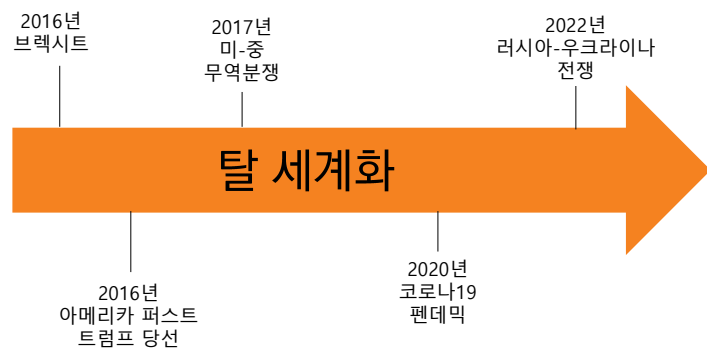 2016년
브렉시트
2017년
미-중
무역분쟁
2022년
러시아-우크라이나
전쟁
탈 세계화
2016년
아메리카 퍼스트
트럼프 당선
2020년
코로나19
펜데믹